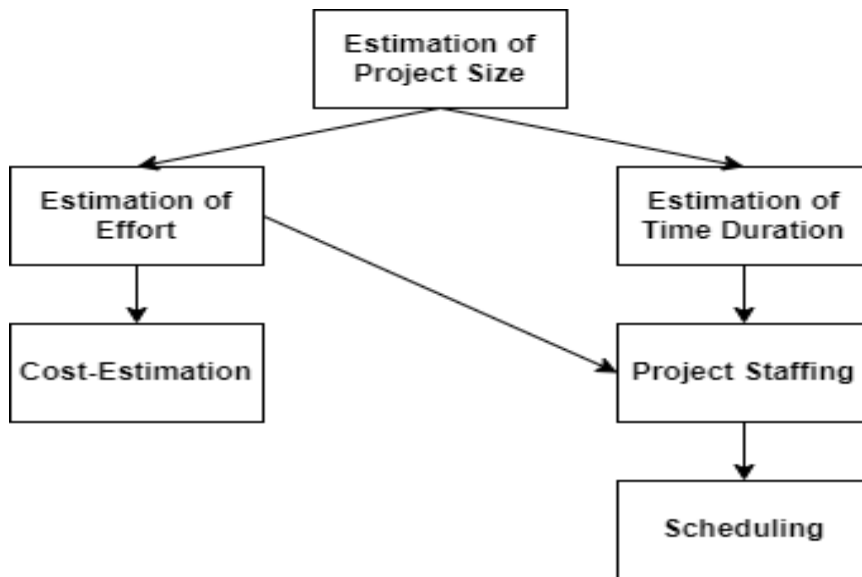 Estimation of
Project Size
Estimation of
Effort
Estimation of
Time Duration
Cost-Estimation
Project Staffing
Scheduling